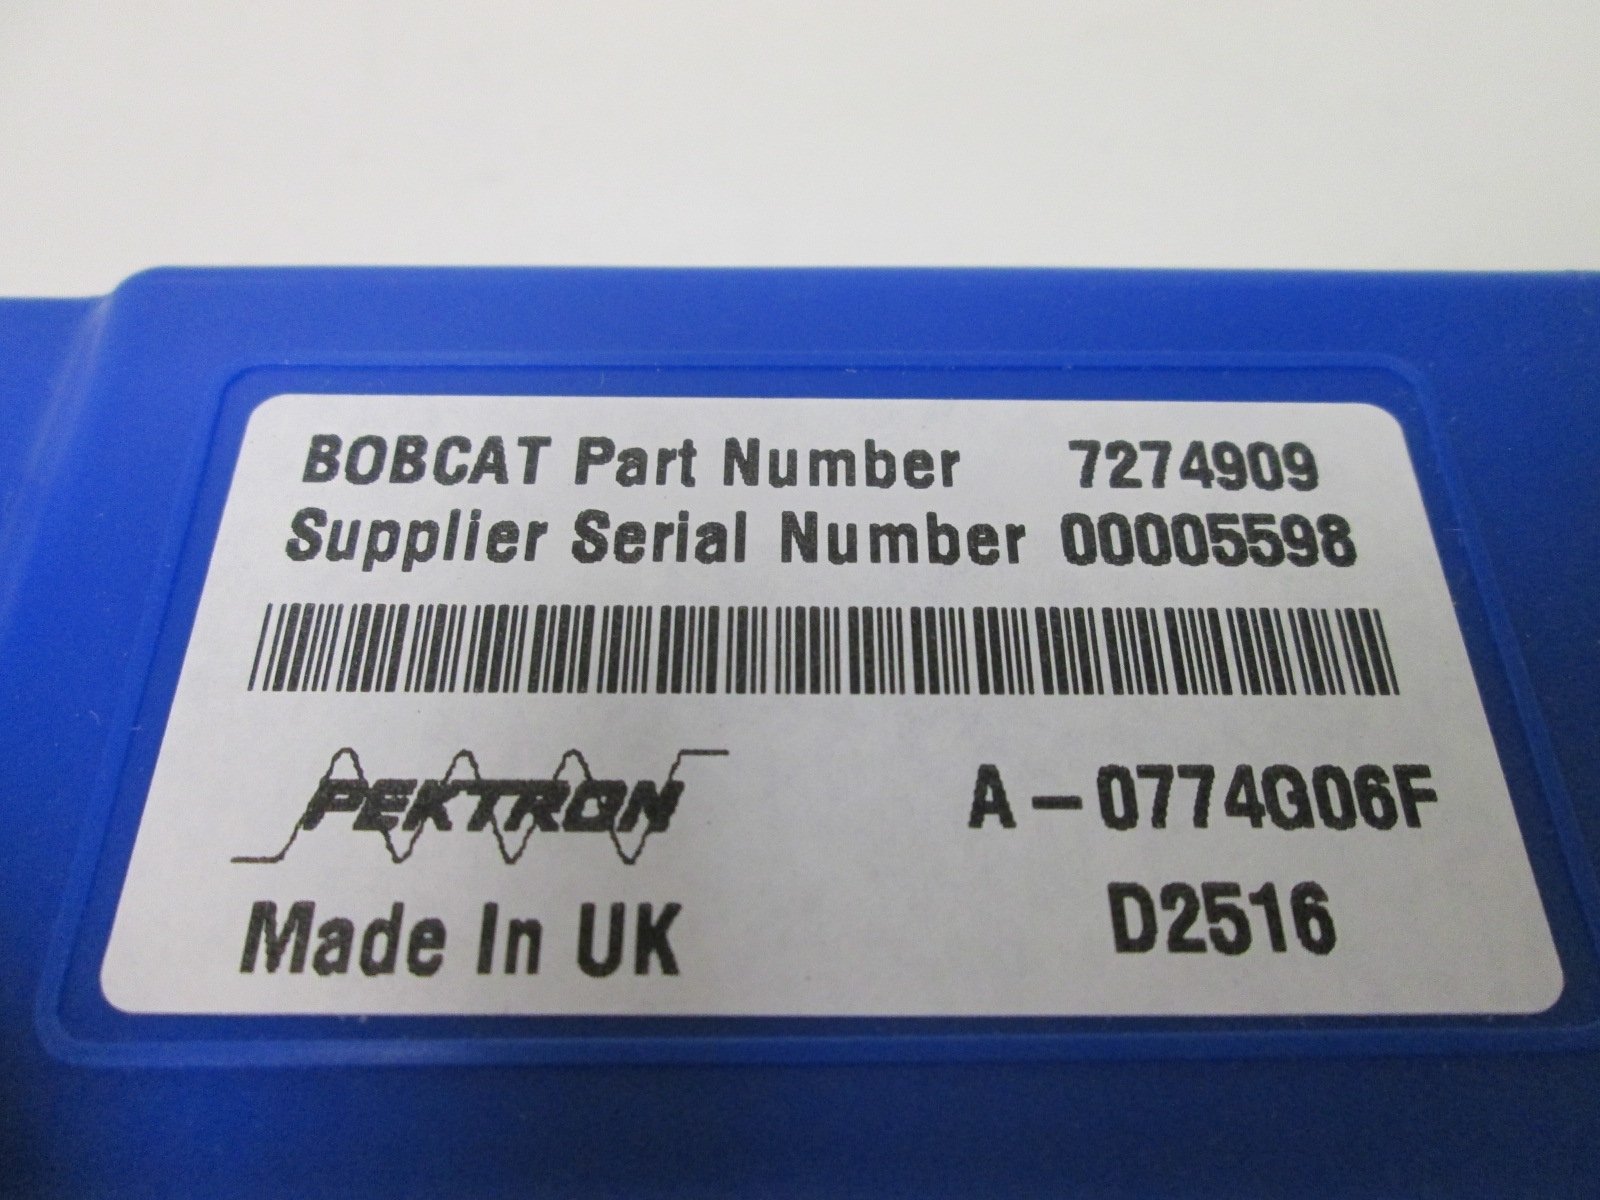 BOBCAT Part Number 7274909
Supplier Serial Number 00005598
PEKTRON
A-0774G06F
Made In UK
D2516